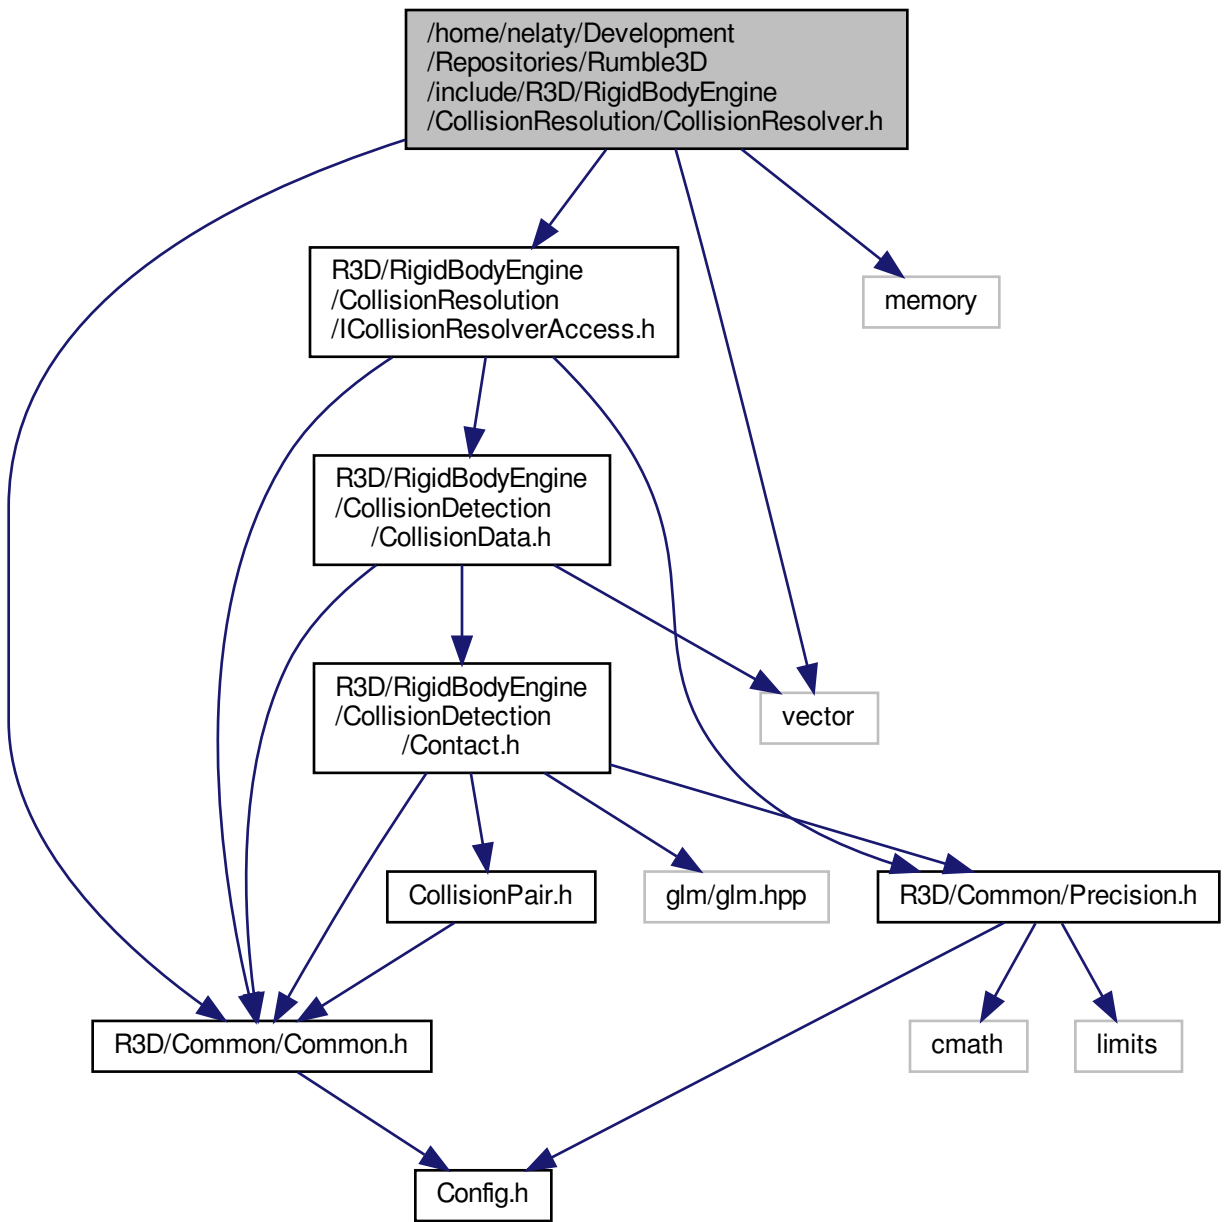 /home/nelaty/Development
/Repositories/Rumble3D
/include/R3D/RigidBodyEngine
/CollisionResolution/CollisionResolver.h
R3D/RigidBodyEngine
/CollisionResolution
/ICollisionResolverAccess.h
memory
R3D/RigidBodyEngine
/CollisionDetection
/CollisionData.h
R3D/RigidBodyEngine
/CollisionDetection
/Contact.h
vector
CollisionPair.h
glm/glm.hpp
R3D/Common/Precision.h
R3D/Common/Common.h
cmath
limits
Config.h